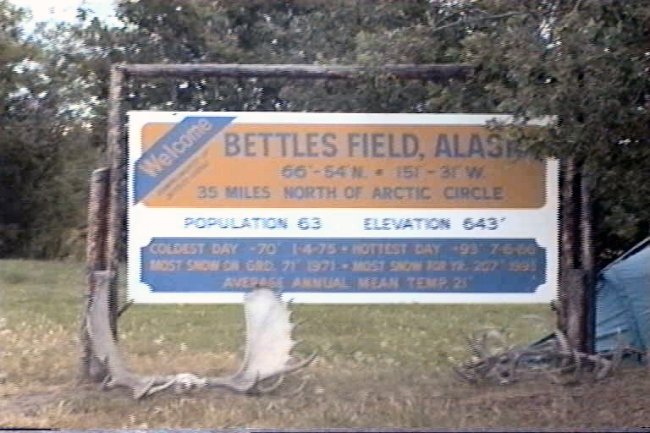 Welcome
BETTLES FIELD, ALASKA
66°-54' N. • 151°-31' W.
35 MILES NORTH OF ARCTIC CIRCLE
POPULATION 63 ELEVATION 643'
COLDEST DAY -70° 1-4-75 • HOTTEST DAY +93° 7-6-86
MOST SNOW ON GRD. 71" 1971 • MOST SNOW FOR YR. 207" 1991
AVERAGE ANNUAL MEAN TEMP. 21°